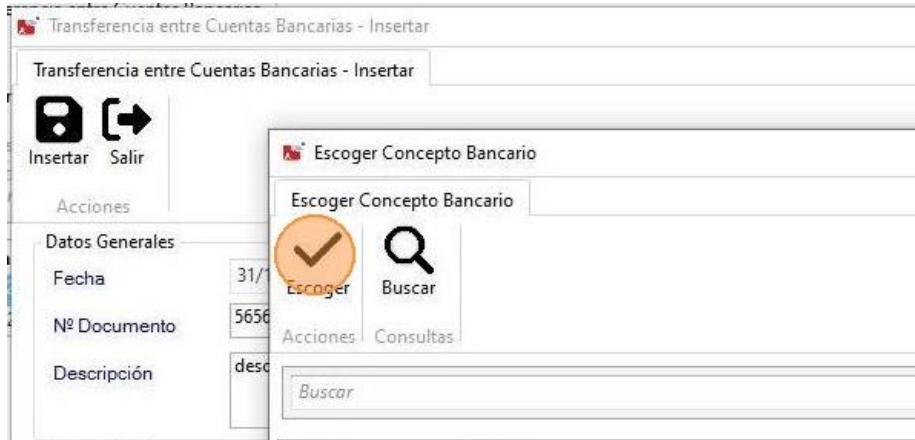 Transferencia entre Cuentas Bancarias - Insertar
Transferencia entre Cuentas Bancarias - Insertar
Insertar Salir
Acciones
Datos Generales
Fecha 31/1
Nº Documento 5656
Descripción desc
Escoger Concepto Bancario
Escoger Concepto Bancario
Escoger Buscar
Acciones Consultas
Buscar